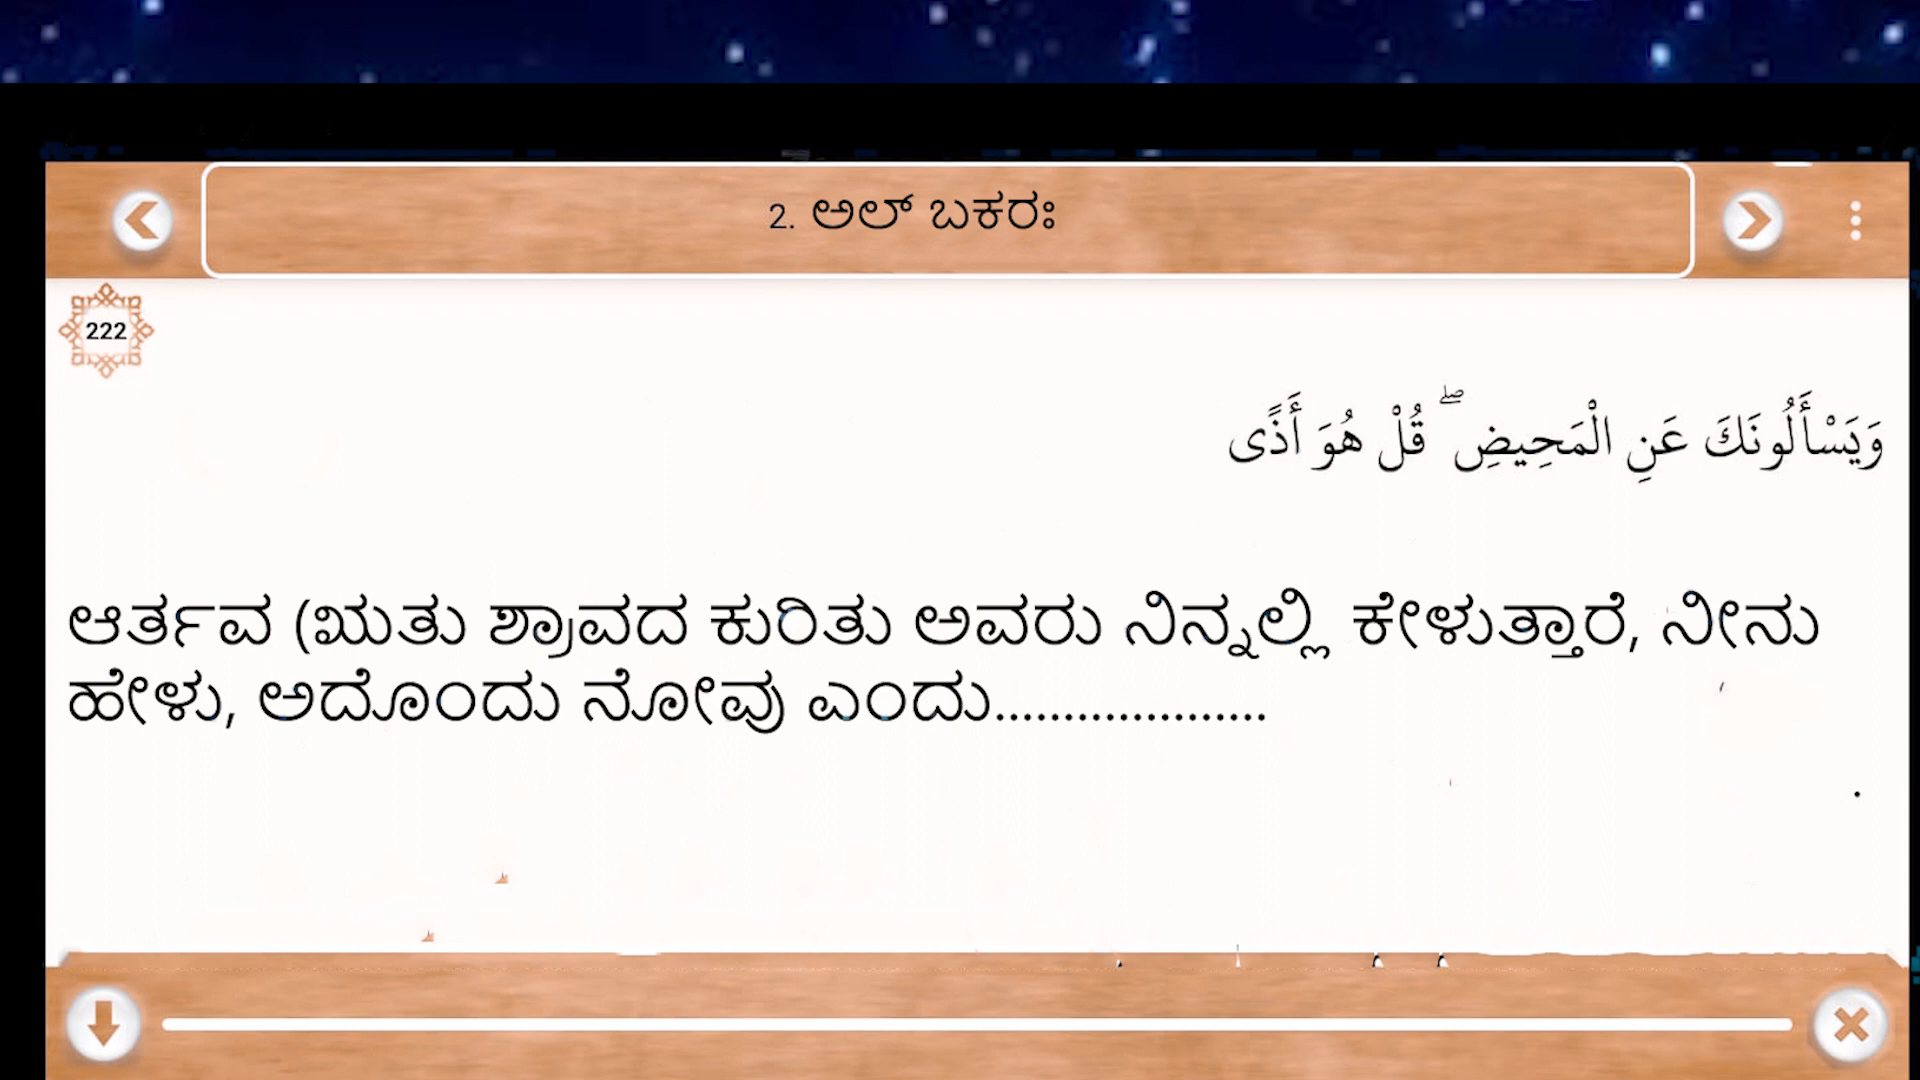 2. ಅಲ್ ಬಕರಃ
222
وَيَسْأَلُونَكَ عَنِ الْمَحِيضِ ۖ قُلْ هُوَ أَذًى
ಆರ್ತವ (ಋತು ಶ್ರಾವದ ಕುರಿತು ಅವರು ನಿನ್ನಲ್ಲಿ ಕೇಳುತ್ತಾರೆ, ನೀನು
ಹೇಳು, ಅದೊಂದು ನೋವು ಎಂದು....................